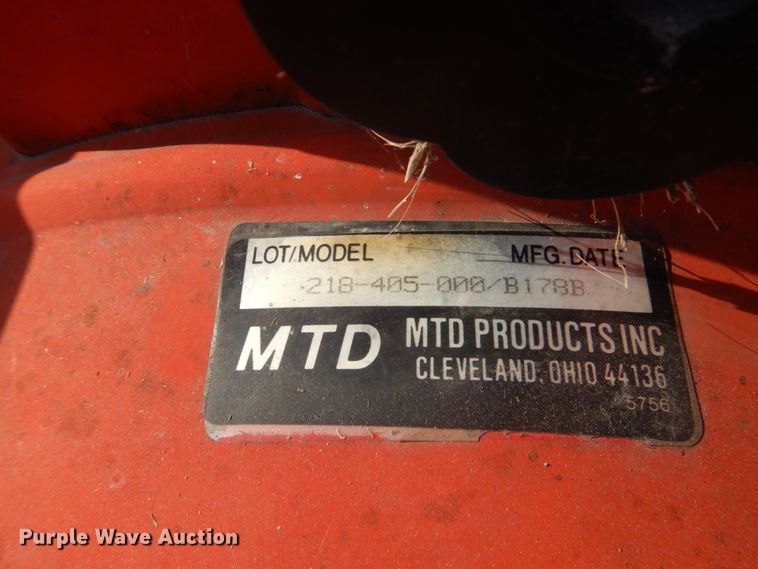 LOT/MODEL MFG. DATE
218-405-000/B178B
MTD MTD PRODUCTS INC
CLEVELAND, OHIO 44136
5756
Purple Wave Auction